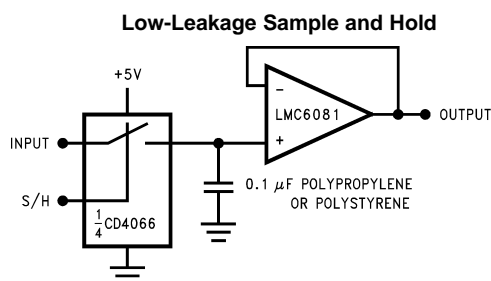 Low-Leakage Sample and Hold
+5V
−
LMC6081
OUTPUT
INPUT
+
0.1 μF POLYPROPYLENE
OR POLYSTYRENE
S/H
1/4 CD4066